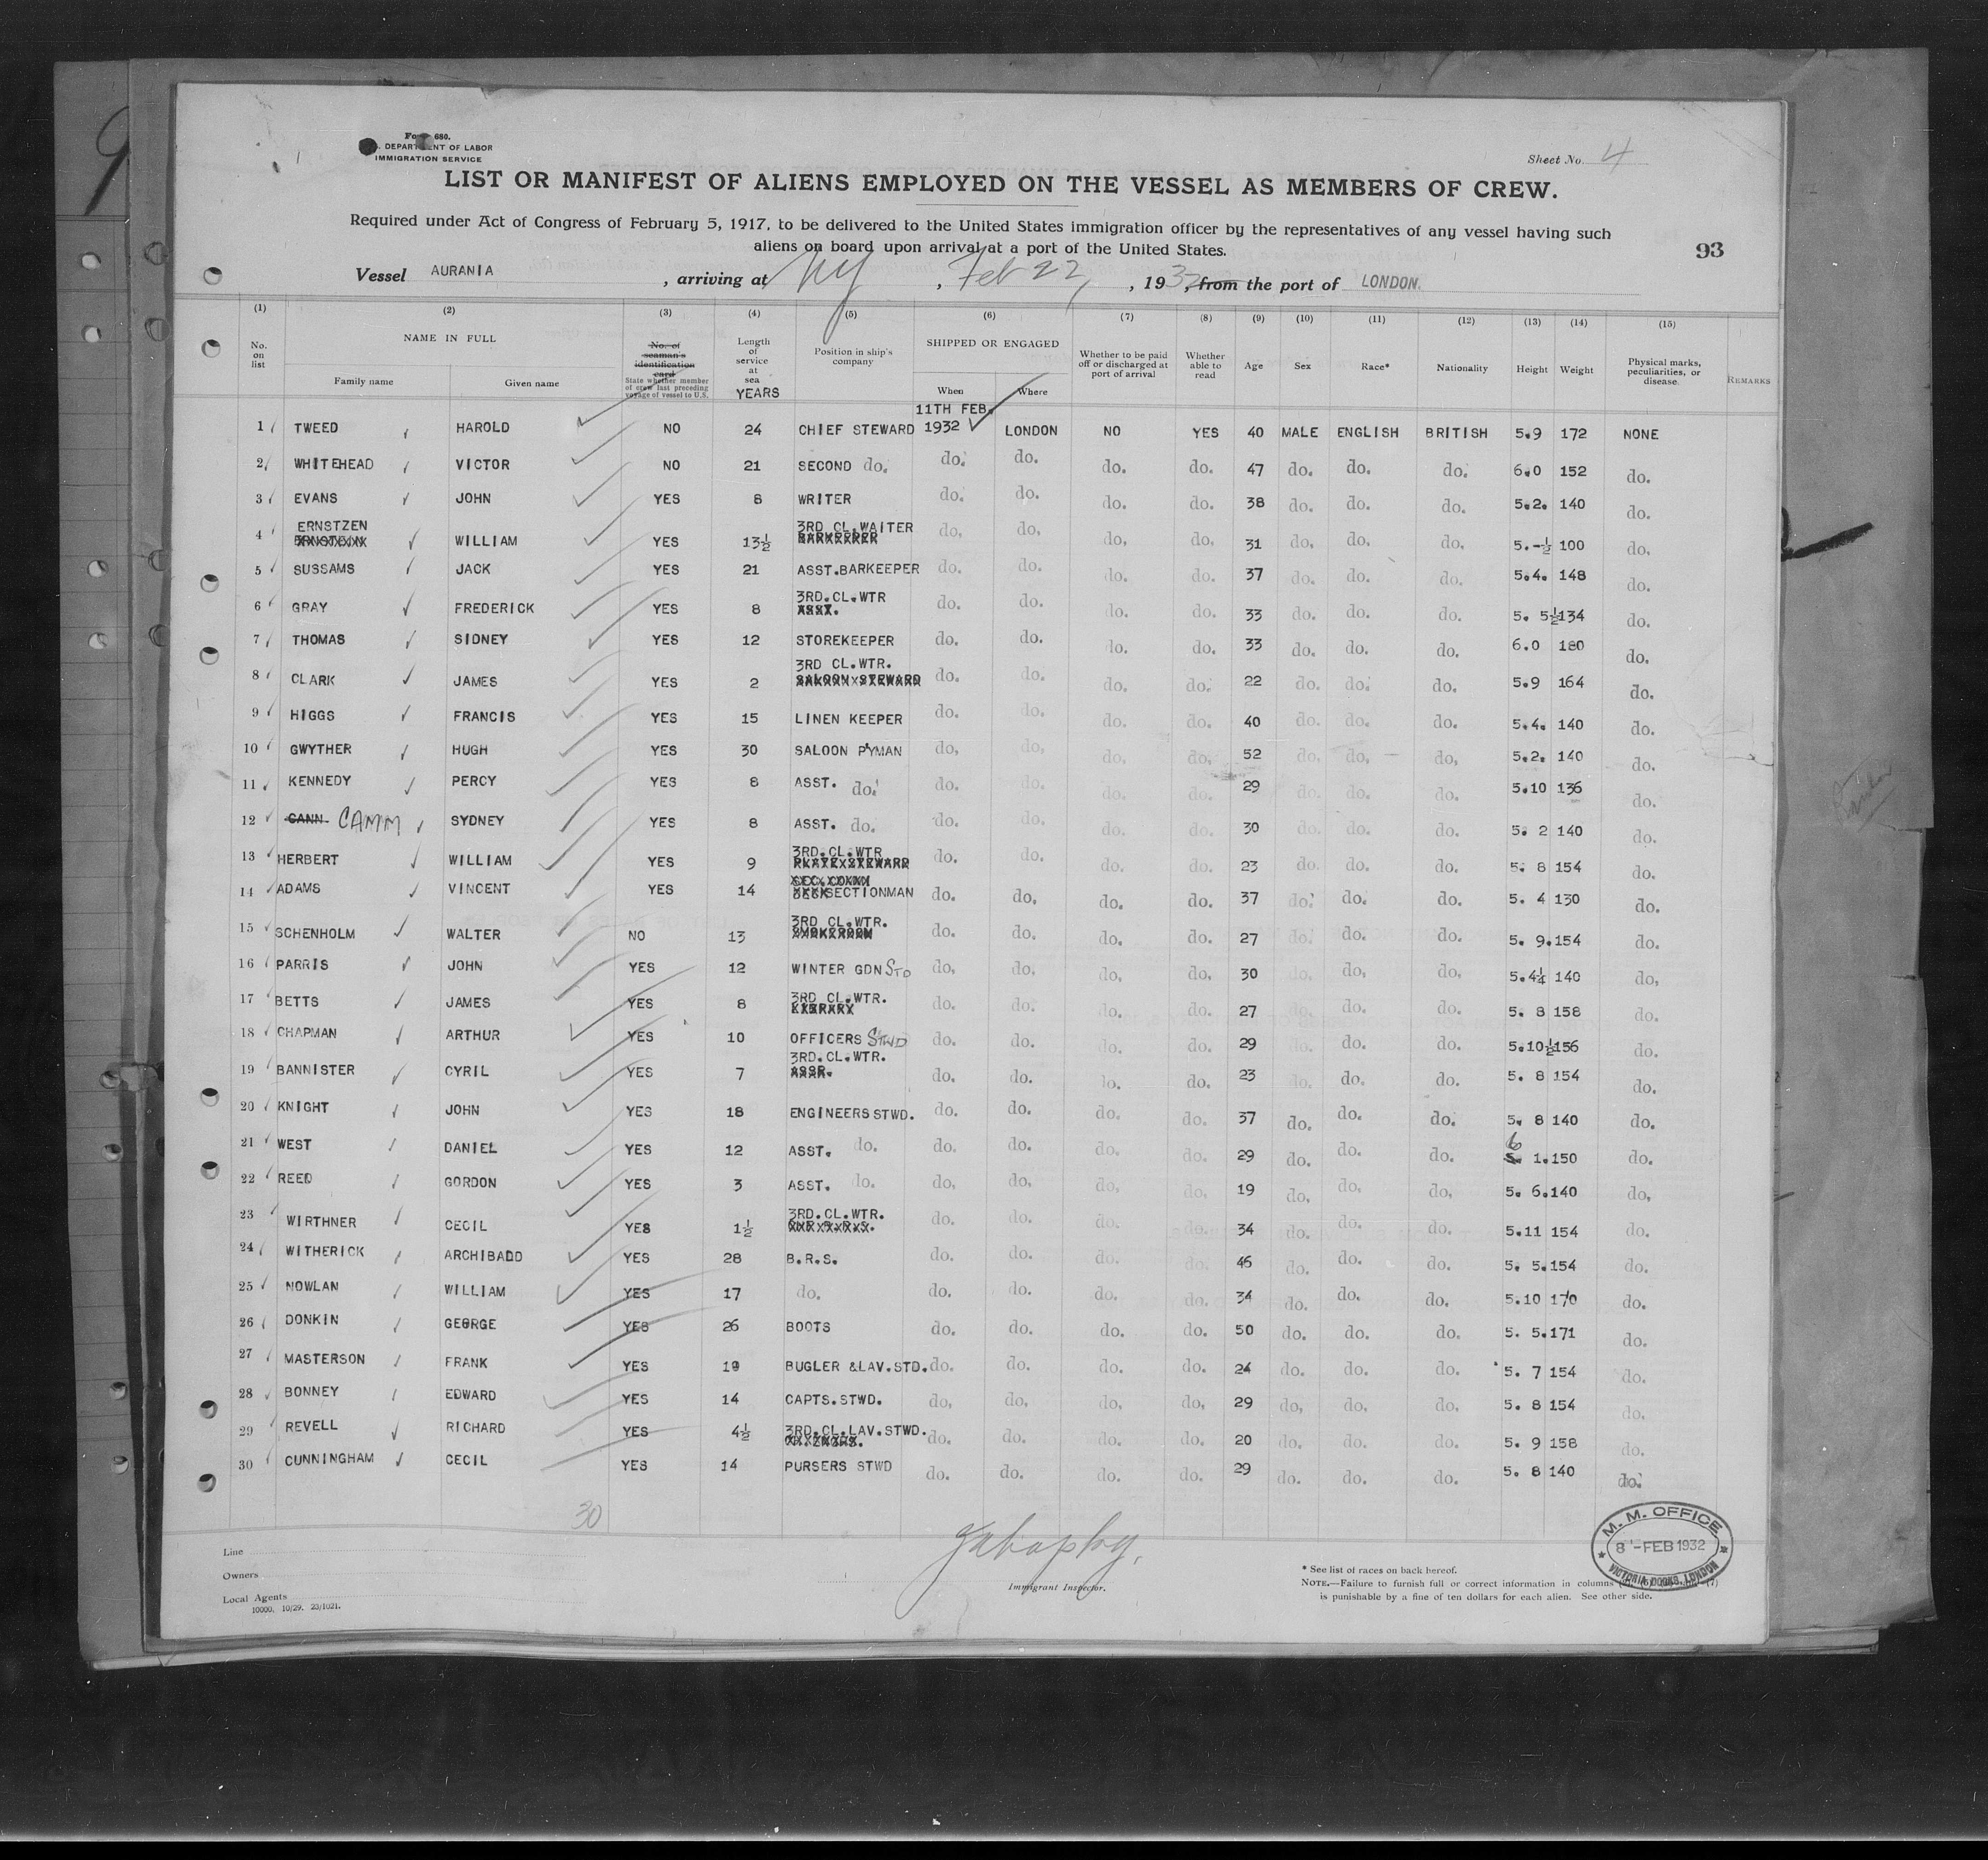 Form 680.
DEPARTMENT OF LABOR
IMMIGRATION SERVICE
Sheet No. 4
LIST OR MANIFEST OF ALIENS EMPLOYED ON THE VESSEL AS MEMBERS OF CREW.
Required under Act of Congress of February 5, 1917, to be delivered to the United States immigration officer by the representatives of any vessel having such
aliens on board upon arrival at a port of the United States.
93
Vessel AURANIA, arriving at NY, Feb 22, 1932, from the port of LONDON.
(1) (2) (3) (4) (5) (6) (7) (8) (9) (10) (11) (12) (13) (14) (15)
No. on list NAME IN FULL Family name Given name No. of seaman's identification card State whether member of crew last preceding voyage of vessel to U.S. Length of service at sea YEARS Position in ship's company SHIPPED OR ENGAGED When Where Whether to be paid off or discharged at port of arrival Whether able to read Age Sex Race* Nationality Height Weight Physical marks, peculiarities, or disease. REMARKS
1 TWEED HAROLD NO 24 CHIEF STEWARD 11TH FEB. 1932 LONDON NO YES 40 MALE ENGLISH BRITISH 5.9 172 NONE
2 WHITEHEAD VICTOR NO 21 SECOND do. do. do. do. do. 47 do. do. do. 6.0 152 do.
3 EVANS JOHN YES 8 WRITER do. do. do. do. 38 do. do. do. 5.2. 140 do.
4 ERNSTZEN WILLIAM YES 13½ 3RD CL.WAITER BARKEEPER do. do. do. do. 31 do. do. do. 5.-½ 100 do.
5 SUSSAMS JACK YES 21 ASST.BARKEEPER do. do. do. do. 37 do. do. do. 5.4. 148 do.
6 GRAY FREDERICK YES 8 3RD.CL.WTR ASST. do. do. do. do. 33 do. do. do. 5. 5½ 134 do.
7 THOMAS SIDNEY YES 12 STOREKEEPER do. do. do. do. 33 do. do. do. 6.0 180 do.
8 CLARK JAMES YES 2 3RD CL.WTR. SALOON STEWARD do. do. do. do. 22 do. do. do. 5.9 164 do.
9 HIGGS FRANCIS YES 15 LINEN KEEPER do. do. do. do. 40 do. do. do. 5.4. 140 do.
10 GWYTHER HUGH YES 30 SALOON P'YMAN do. do. do. do. 52 do. do. do. 5.2. 140 do.
11 KENNEDY PERCY YES 8 ASST. do. do. do. do. do. 29 do. do. do. 5.10 136 do.
12 CANN CAMM SYDNEY YES 8 ASST. do. do. do. do. do. 30 do. do. do. 5. 2 140 do.
13 HERBERT WILLIAM YES 9 3RD.CL.WTR PLATE STEWARD do. do. do. do. 23 do. do. do. 5. 8 154 do.
14 ADAMS VINCENT YES 14 DECK SECTIONMAN do. do. do. do. 37 do. do. do. 5. 4 130 do.
15 SCHENHOLM WALTER NO 13 3RD CL.WTR. SMOKEROOM do. do. do. do. 27 do. do. do. 5. 9. 154 do.
16 PARRIS JOHN YES 12 WINTER GDN STD do. do. do. do. 30 do. do. do. 5.4¼ 140 do.
17 BETTS JAMES YES 8 3RD CL.WTR. LIBRARY do. do. do. do. 27 do. do. do. 5. 8 158 do.
18 CHAPMAN ARTHUR YES 10 OFFICERS STWD do. do. do. do. 29 do. do. do. 5.10½ 156 do.
19 BANNISTER CYRIL YES 7 3RD.CL.WTR. do. do. do. do. 23 do. do. do. 5. 8 154 do.
20 KNIGHT JOHN YES 18 ENGINEERS STWD. do. do. do. do. 37 do. do. do. 5. 8 140 do.
21 WEST DANIEL YES 12 ASST. do. do. do. do. do. 29 do. do. do. 6 5. 1. 150 do.
22 REED GORDON YES 3 ASST. do. do. do. do. do. 19 do. do. do. 5. 6. 140 do.
23 WIRTHNER CECIL YES 1½ 3RD.CL.WTR. do. do. do. do. 34 do. do. do. 5.11 154 do.
24 WITHERICK ARCHIBALD YES 28 B.R.S. do. do. do. do. 46 do. do. do. 5. 5. 154 do.
25 NOWLAN WILLIAM YES 17 do. do. do. do. do. 34 do. do. do. 5.10 170 do.
26 DONKIN GEORGE YES 26 BOOTS do. do. do. do. 50 do. do. do. 5. 5. 171 do.
27 MASTERSON FRANK YES 19 BUGLER &LAV.STD. do. do. do. do. 24 do. do. do. 5. 7 154 do.
28 BONNEY EDWARD YES 14 CAPTS.STWD. do. do. do. do. 29 do. do. do. 5. 8 154 do.
29 REVELL RICHARD YES 4½ 3RD.CL.LAV.STWD. do. do. do. do. 20 do. do. do. 5. 9 158 do.
30 CUNNINGHAM CECIL YES 14 PURSERS STWD do. do. do. do. 29 do. do. do. 5. 8 140 do.
30
Line
Owners
Local Agents
10000. 10/29. 23/1021.
Immigrant Inspector.
* See list of races on back hereof.
NOTE.—Failure to furnish full or correct information in columns
is punishable by a fine of ten dollars for each alien. See other side.
M. M. OFFICE
8 - FEB 1932
VICTORIA DOCKS, LONDON